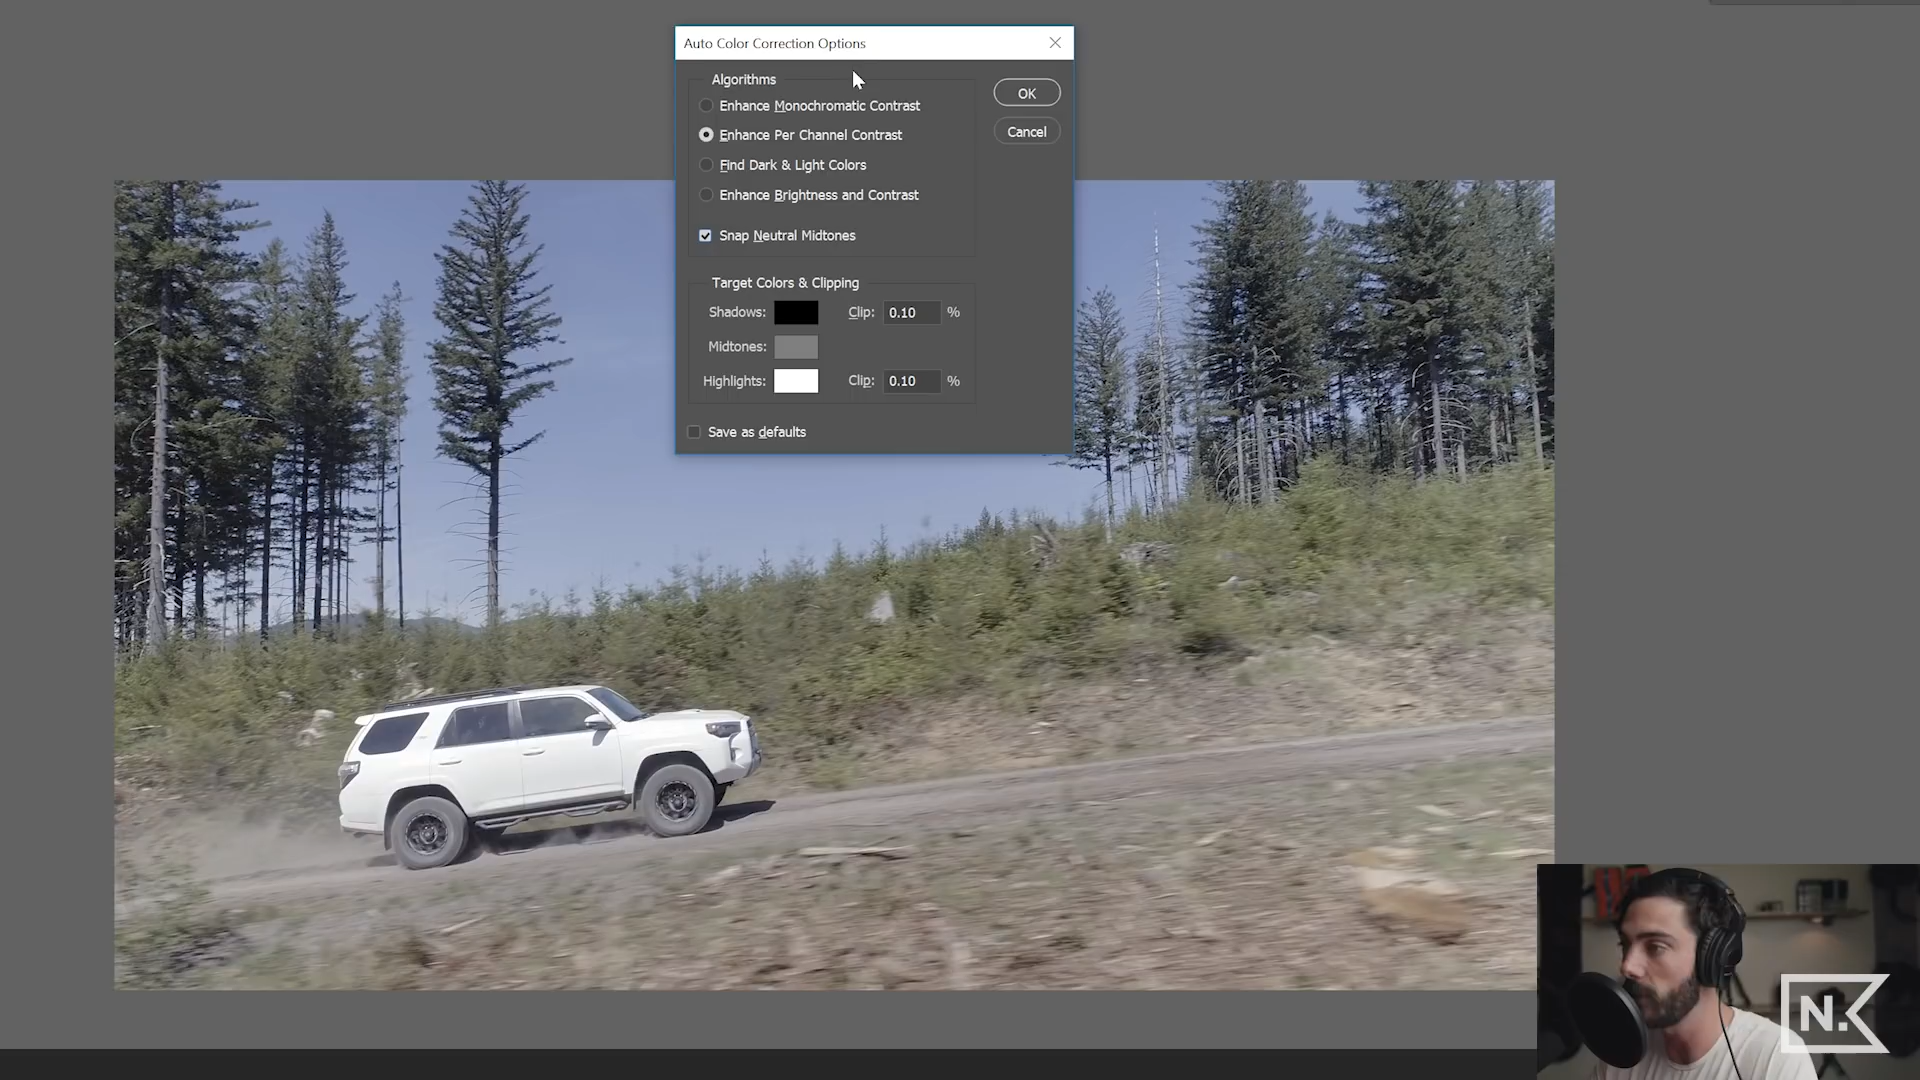 Auto Color Correction Options
Algorithms
Enhance Monochromatic Contrast
Enhance Per Channel Contrast
Find Dark & Light Colors
Enhance Brightness and Contrast
Snap Neutral Midtones
OK
Cancel
Target Colors & Clipping
Shadows: Clip: 0.10 %
Midtones:
Highlights: Clip: 0.10 %
Save as defaults
N.K